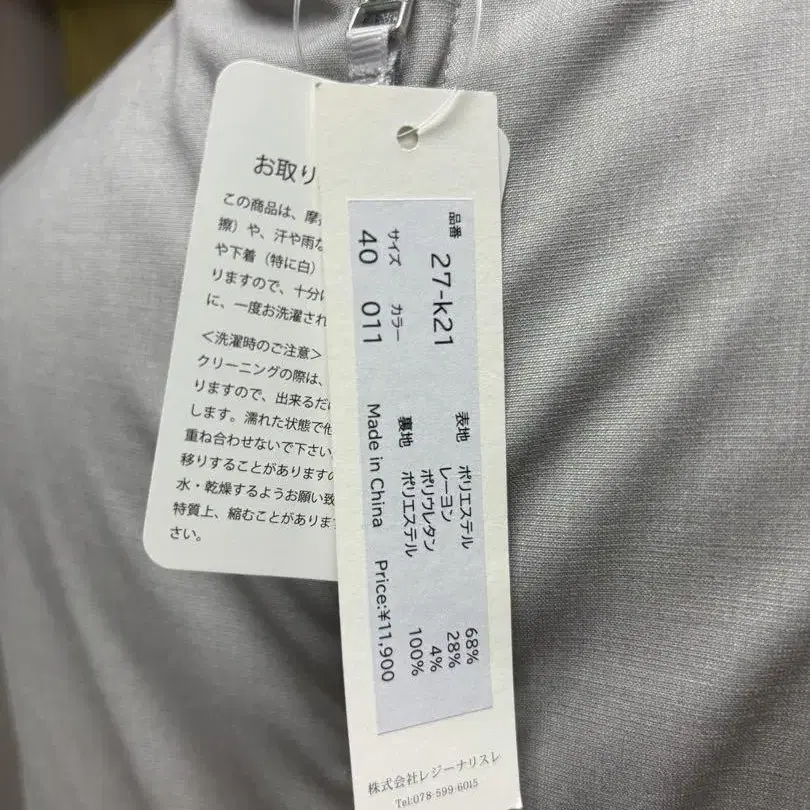 お取り
この商品は、摩
擦）や、汗や雨な
や下着（特に白）
りますので、十分に
に、一度お洗濯され
＜洗濯時のご注意＞
クリーニングの際は、
りますので、出来るだけ
します。濡れた状態で他
重ね合わせないで下さい。
移りすることがありますの
水・乾燥するようお願い致
特質上、縮むことがあります
さい。
品番 27-k21
サイズ カラー
40 011
表地 ポリエステル 68%
レーヨン 28%
ポリウレタン 4%
裏地 ポリエステル 100%
Made in China Price:¥11,900
株式会社レジーナリスレ
Tel:078-599-6015